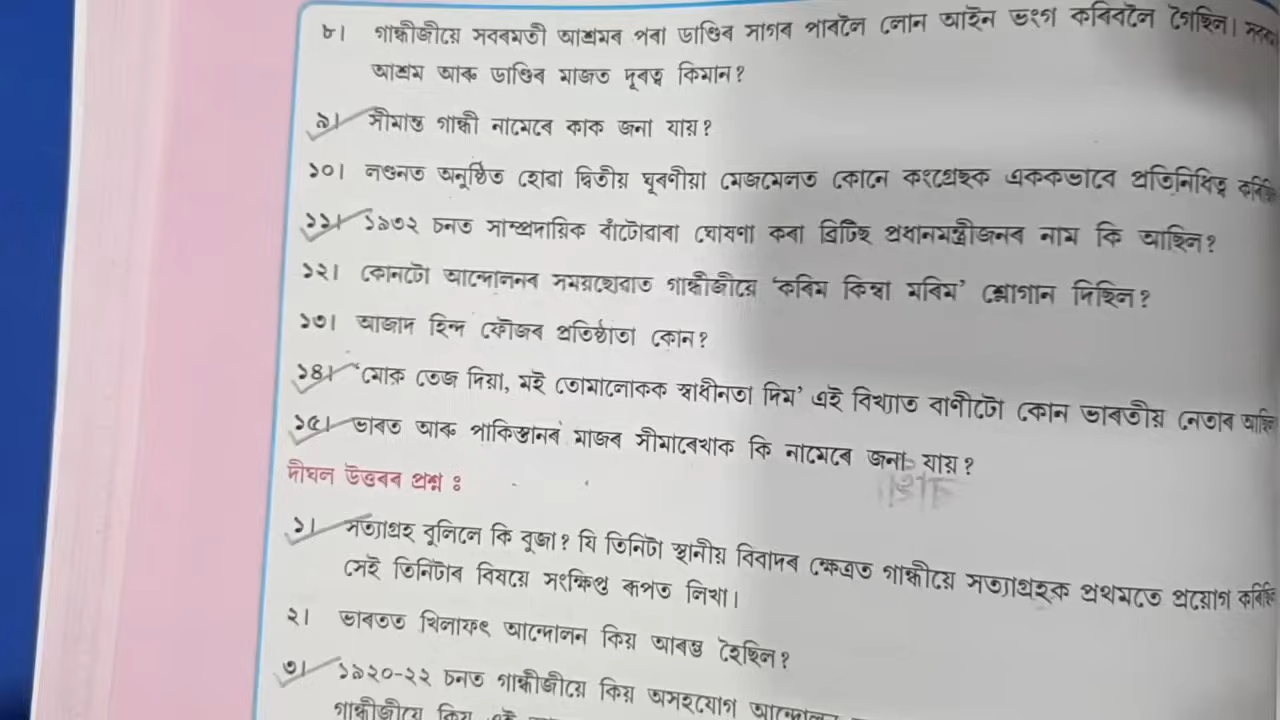 ৮। গান্ধীজীয়ে সবৰমতী আশ্ৰমৰ পৰা ডাণ্ডিৰ সাগৰ পাৰলৈ লোন আইন ভংগ কৰিবলৈ গৈছিল।
আশ্ৰম আৰু ডাণ্ডিৰ মাজত দূৰত্ব কিমান?
৯। সীমান্ত গান্ধী নামেৰে কাক জনা যায়?
১০। লণ্ডনত অনুষ্ঠিত হোৱা দ্বিতীয় ঘূৰণীয়া মেজমেলত কোনে কংগ্ৰেছক এককভাবে প্ৰতিনিধিত্ব
১১। ১৯৩২ চনত সাম্প্ৰদায়িক বাঁটোৱাৰা ঘোষণা কৰা ব্ৰিটিছ প্ৰধানমন্ত্ৰীজনৰ নাম কি আছিল?
১২। কোনটো আন্দোলনৰ সময়ছোৱাত গান্ধীজীয়ে ‘কৰিম কিম্বা মৰিম’ শ্লোগান দিছিল?
১৩। আজাদ হিন্দ ফৌজৰ প্ৰতিষ্ঠাতা কোন?
১৪। ‘মোক তেজ দিয়া, মই তোমালোকক স্বাধীনতা দিম’ এই বিখ্যাত বাণীটো কোন ভাৰতীয় নেতাৰ
১৫। ভাৰত আৰু পাকিস্তানৰ মাজৰ সীমাৰেখাক কি নামেৰে জনা যায়?
দীঘল উত্তৰৰ প্ৰশ্ন :
১। সত্যাগ্ৰহ বুলিলে কি বুজা? যি তিনিটা স্থানীয় বিবাদৰ ক্ষেত্ৰত গান্ধীয়ে সত্যাগ্ৰহক প্ৰথমতে প্ৰয়োগ
সেই তিনিটাৰ বিষয়ে সংক্ষিপ্ত ৰূপত লিখা।
২। ভাৰতত খিলাফৎ আন্দোলন কিয় আৰম্ভ হৈছিল?
৩। ১৯২০-২২ চনত গান্ধীজীয়ে কিয় অসহযোগ আন্দোলন
গান্ধীজীয়ে কিয় এই